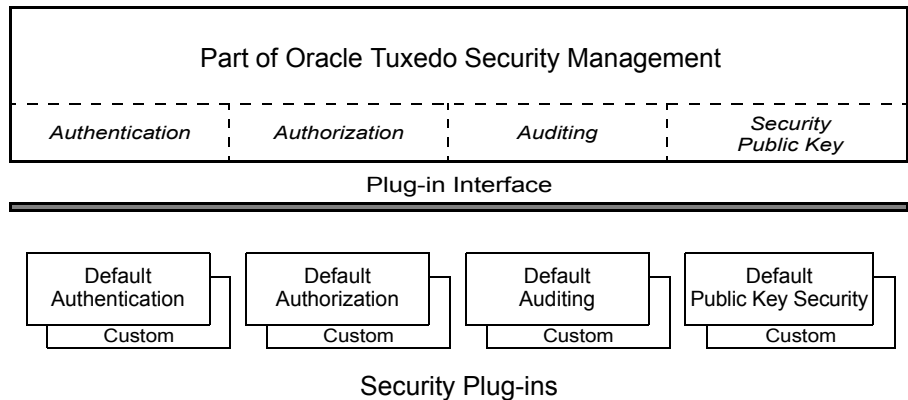 Part of Oracle Tuxedo Security Management
Authentication
Authorization
Auditing
Security
Public Key
Plug-in Interface
Default
Authentication
Custom
Default
Authorization
Custom
Default
Auditing
Custom
Default
Public Key Security
Custom
Security Plug-ins